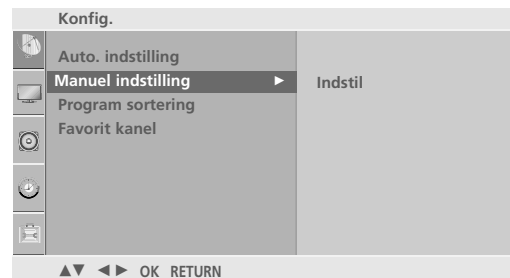 Konfig.
Auto. indstilling
Manuel indstilling ► Indstil
Program sortering
Favorit kanel
▲▼ ◄► OK RETURN